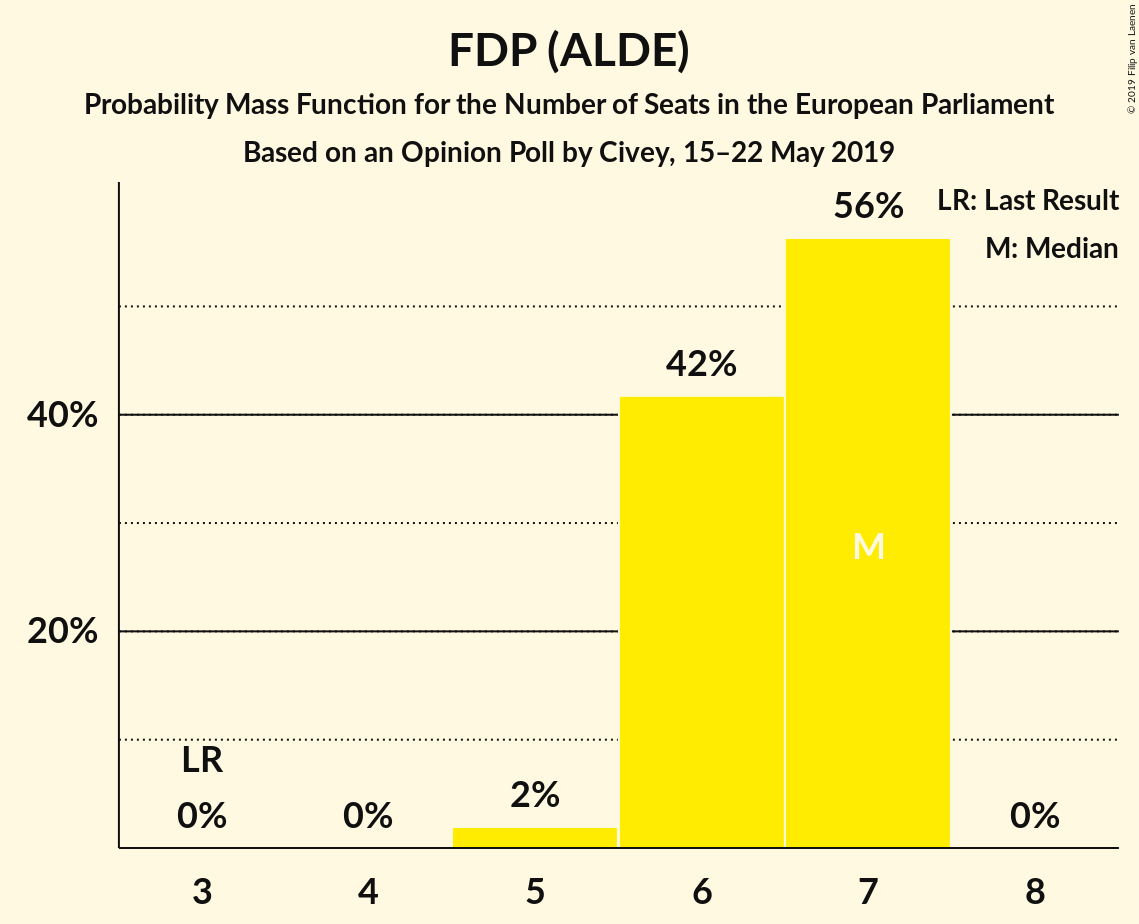 FDP (ALDE)
Probability Mass Function for the Number of Seats in the European Parliament
Based on an Opinion Poll by Civey, 15–22 May 2019
© 2019 Filip van Laenen
LR: Last Result
M: Median
56%
42%
40%
M
20%
LR
2%
0%
0%
0%
3 4 5 6 7 8